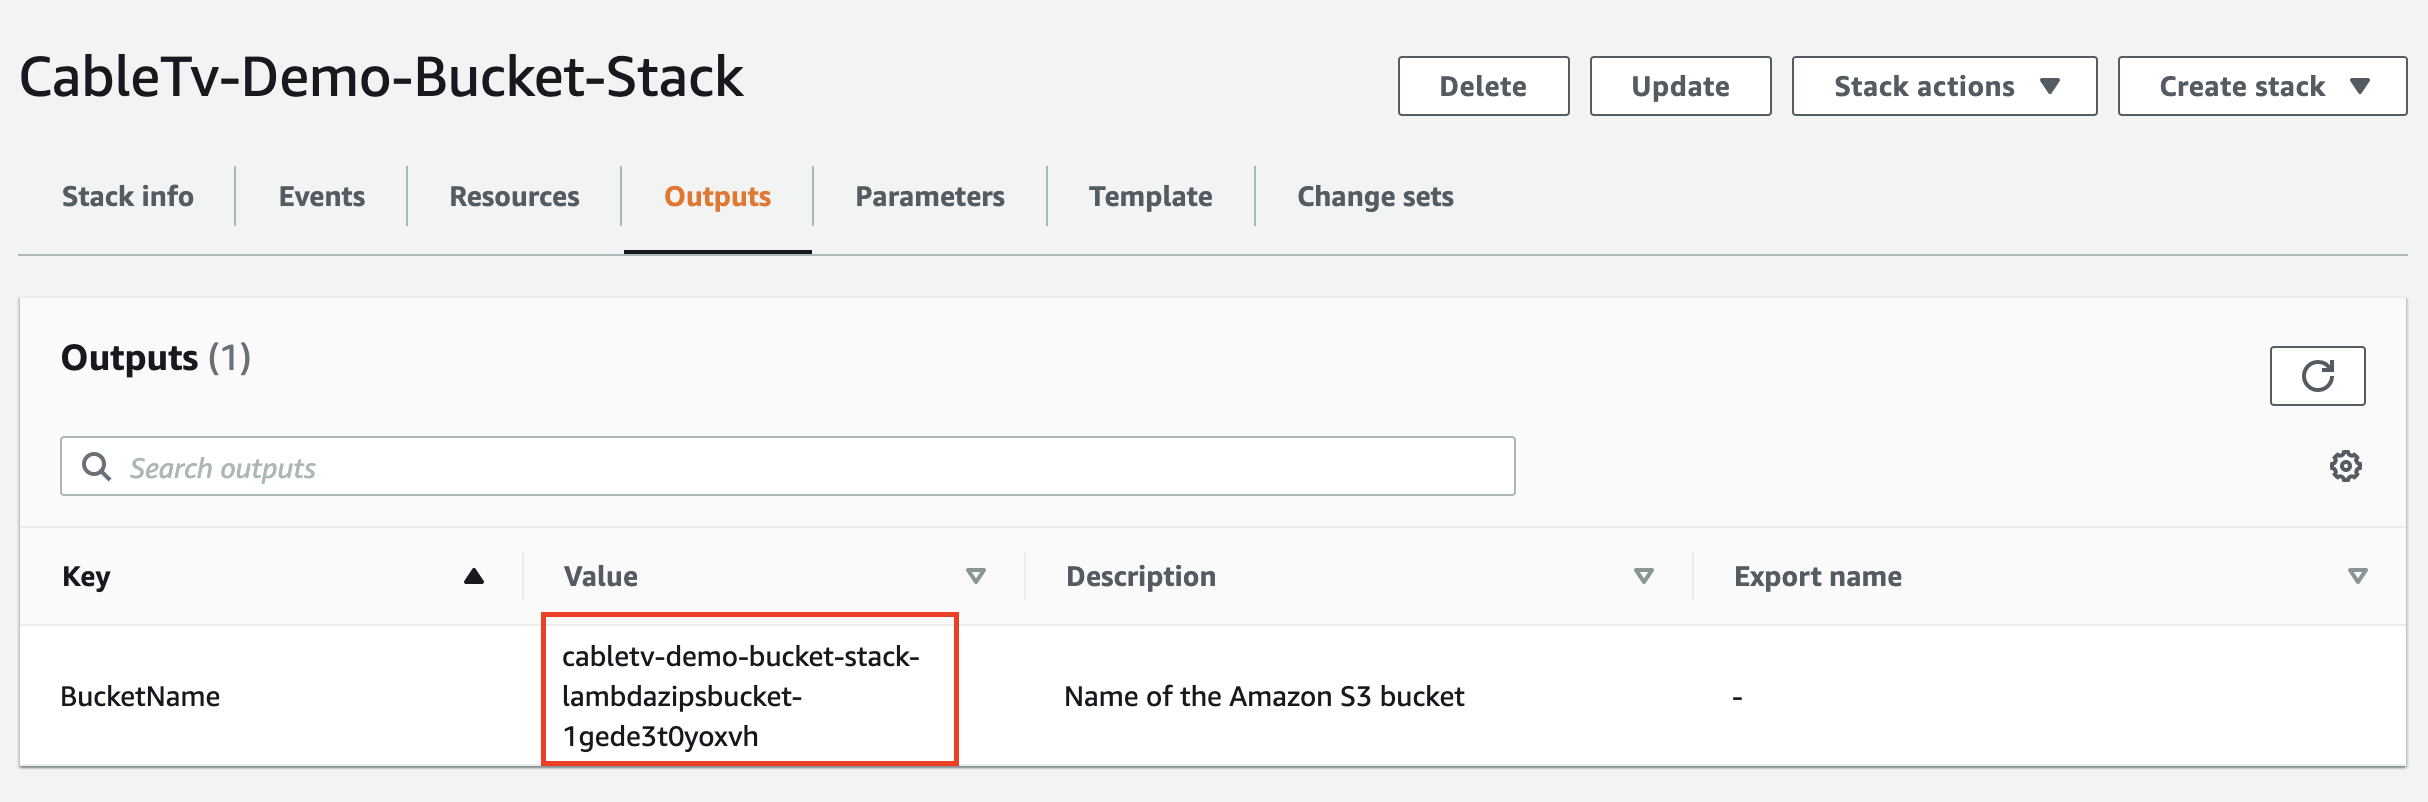 CableTv-Demo-Bucket-Stack
Delete
Update
Stack actions
Create stack
Stack info
Events
Resources
Outputs
Parameters
Template
Change sets
Outputs (1)
Search outputs
Key
Value
Description
Export name
BucketName
cabletv-demo-bucket-stack-
lambdazipsbucket-
1gede3t0yoxvh
Name of the Amazon S3 bucket
-